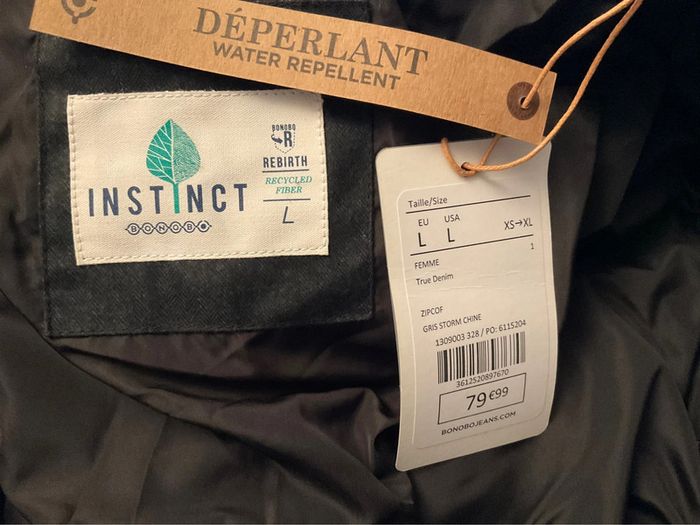 DÉPERLANT
WATER REPELLENT
INSTINCT
BONOBO
BONOBO
R
REBIRTH
RECYCLED
FIBER
L
Taille/Size
EU USA
L L XS→XL
FEMME 1
True Denim
ZIPCOF
GRIS STORM CHINE
1309003 328 / PO: 6115204
3612520897670
79€99
BONOBOJEANS.COM